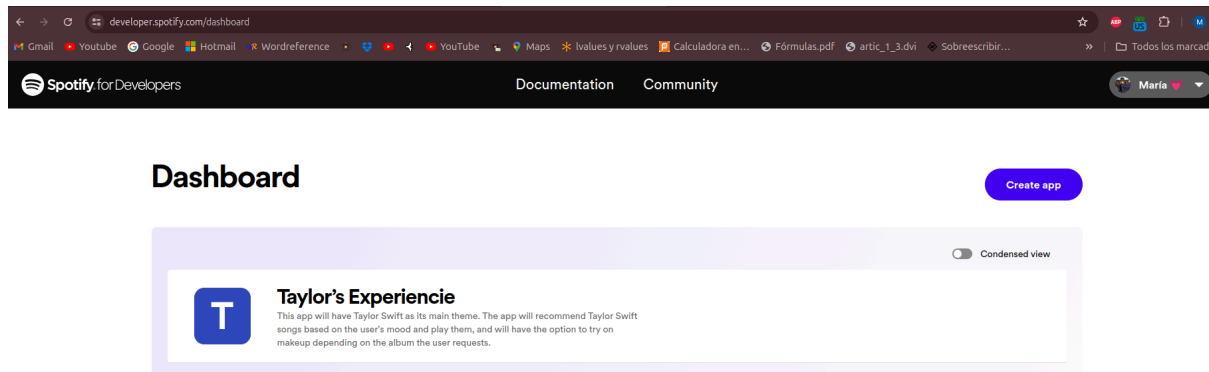 developer.spotify.com/dashboard
ABP US M
Gmail Youtube Google Hotmail Wordreference YouTube Maps lvalues y rvalues Calculadora en... Fórmulas.pdf artic_1_3.dvi Sobreescribir... » Todos los marcad
Spotify for Developers Documentation Community María
Dashboard
Create app
Condensed view
T
Taylor's Experiencie
This app will have Taylor Swift as its main theme. The app will recommend Taylor Swift
songs based on the user's mood and play them, and will have the option to try on
makeup depending on the album the user requests.